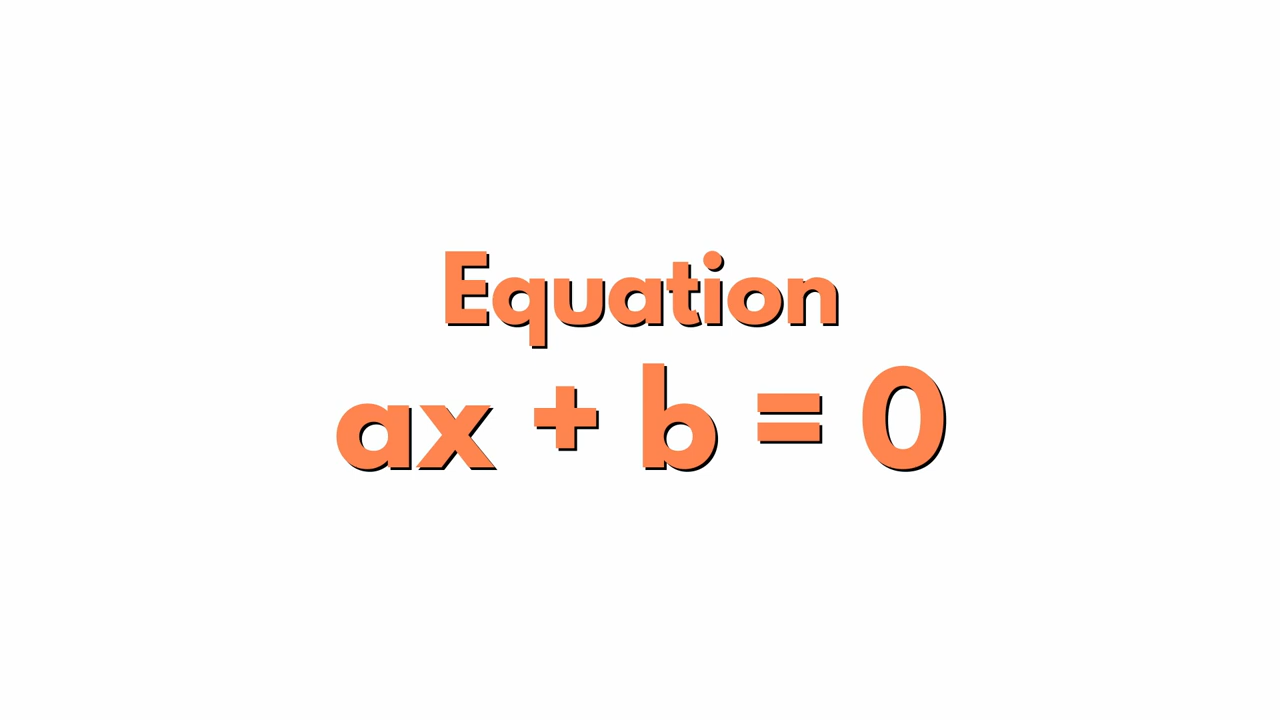 Equation
ax + b = 0